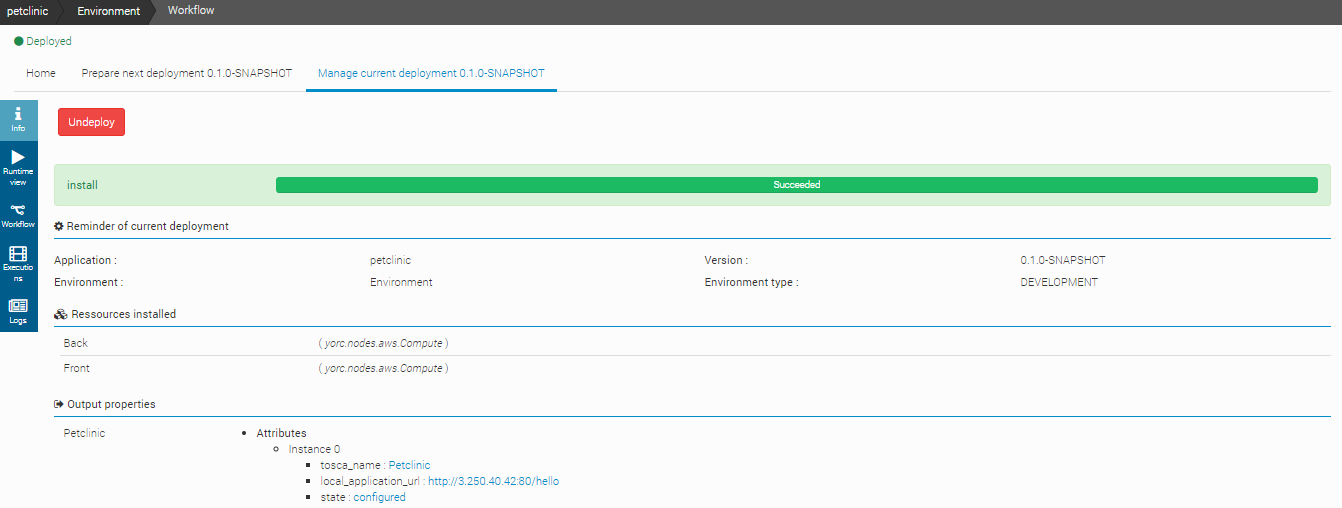 petclinic Environment Workflow
Deployed
Home Prepare next deployment 0.1.0-SNAPSHOT Manage current deployment 0.1.0-SNAPSHOT
Info
Undeploy
Runtime
view
install Succeeded
Workflow
Reminder of current deployment
Executio
ns
Application : petclinic Version : 0.1.0-SNAPSHOT
Environment : Environment Environment type : DEVELOPMENT
Logs
Ressources installed
Back ( yorc.nodes.aws.Compute )
Front ( yorc.nodes.aws.Compute )
Output properties
Petclinic • Attributes
Instance 0
tosca_name : Petclinic
local_application_url : http://3.250.40.42:80/hello
state : configured